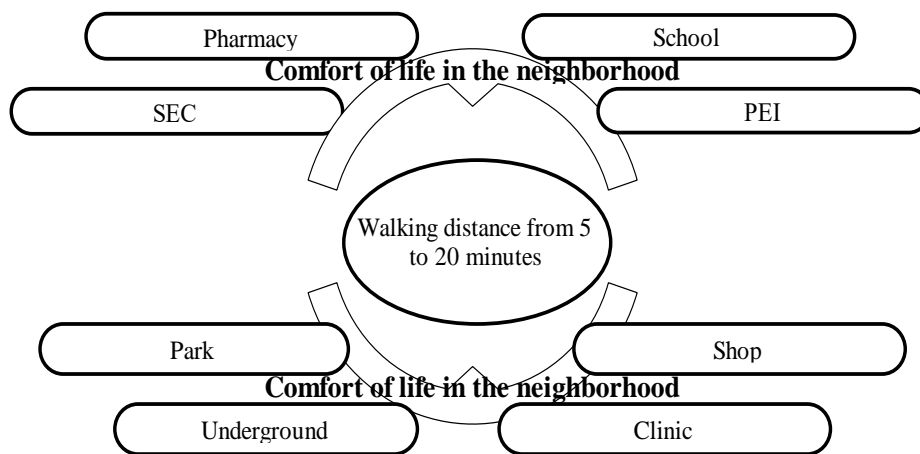 Pharmacy
School
Comfort of life in the neighborhood
SEC
PEI
Walking distance from 5
to 20 minutes
Park
Shop
Comfort of life in the neighborhood
Underground
Clinic